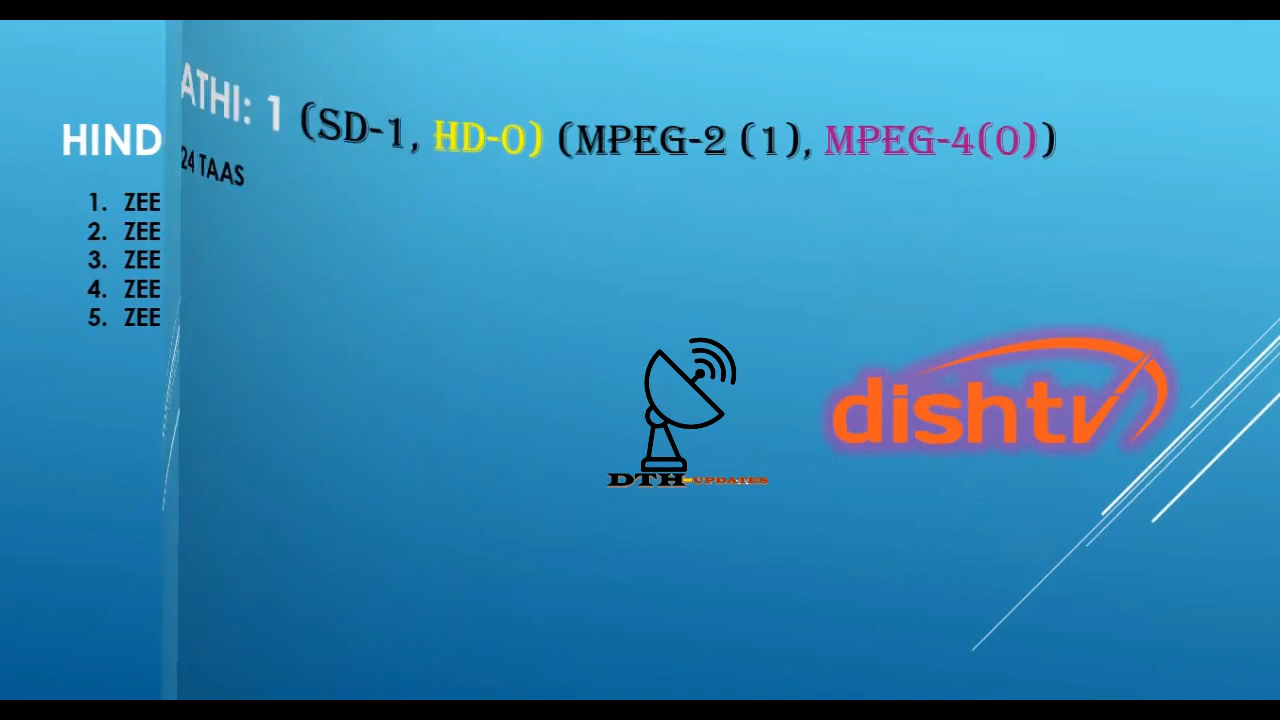 ATHI: 1 (SD-1, HD-0) (MPEG-2 (1), MPEG-4(0))
24 TAAS
HIND
1. ZEE
2. ZEE
3. ZEE
4. ZEE
5. ZEE
dishtv
DTH-UPDATES